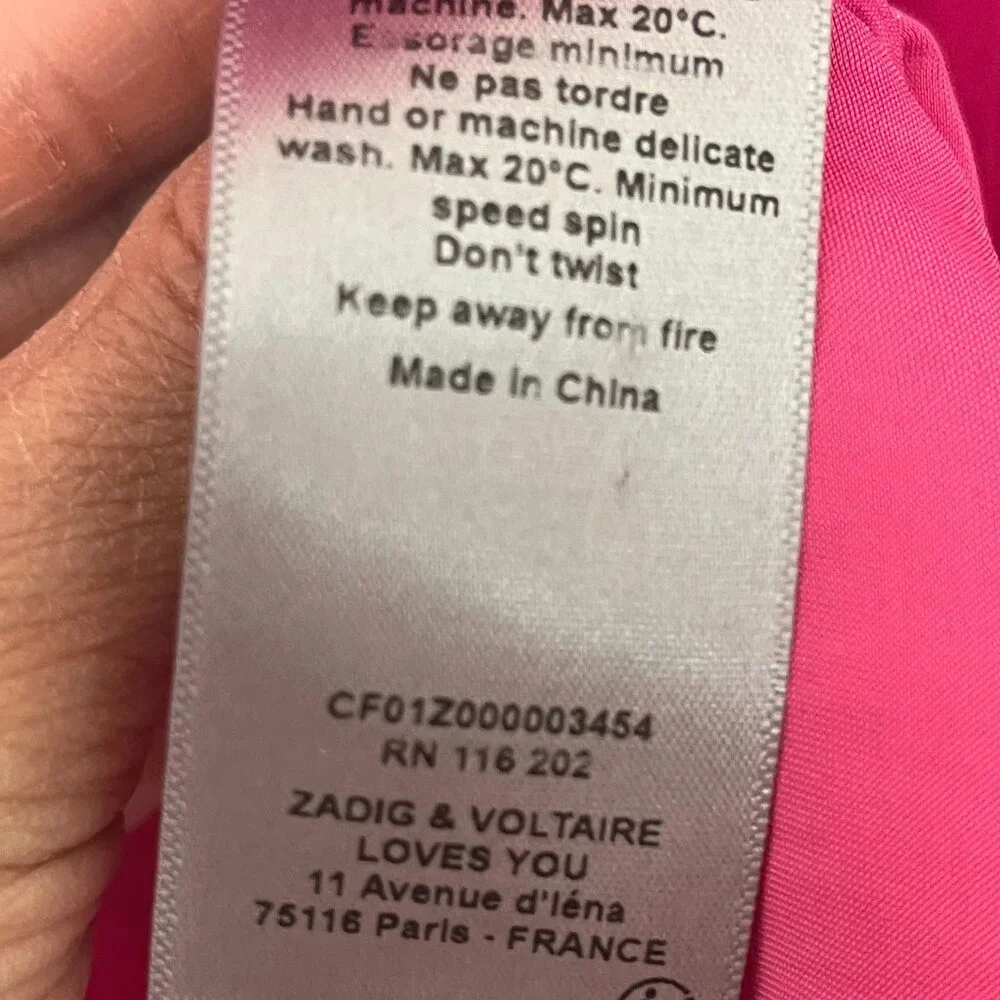 machine. Max 20°C.
Essorage minimum
Ne pas tordre
Hand or machine delicate
wash. Max 20°C. Minimum
speed spin
Don't twist
Keep away from fire
Made in China
CF01Z000003454
RN 116 202
ZADIG & VOLTAIRE
LOVES YOU
11 Avenue d'Iéna
75116 Paris - FRANCE